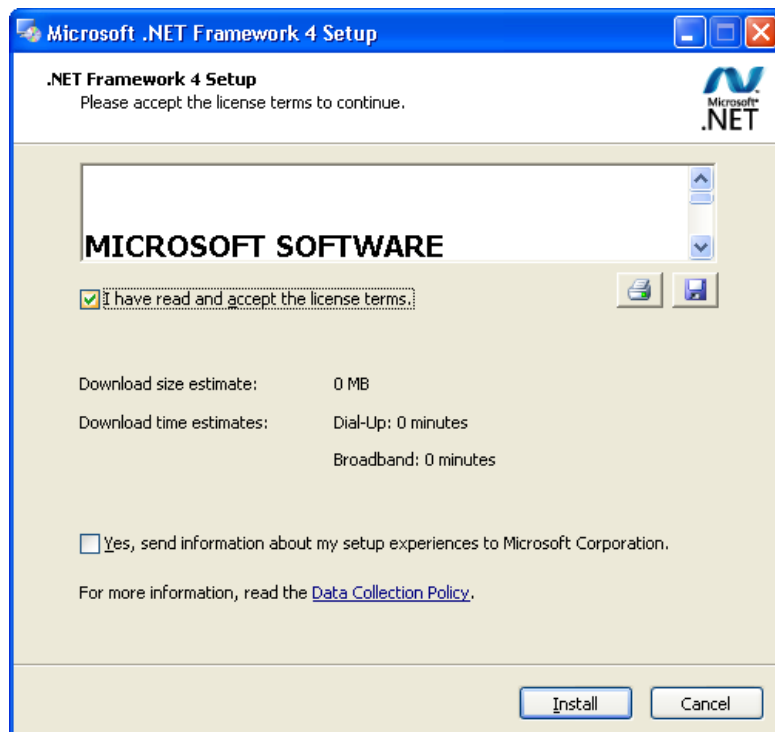 Microsoft .NET Framework 4 Setup
.NET Framework 4 Setup
Please accept the license terms to continue.
Microsoft®
.NET
MICROSOFT SOFTWARE
I have read and accept the license terms.
Download size estimate: 0 MB
Download time estimates: Dial-Up: 0 minutes
Broadband: 0 minutes
Yes, send information about my setup experiences to Microsoft Corporation.
For more information, read the Data Collection Policy.
Install Cancel